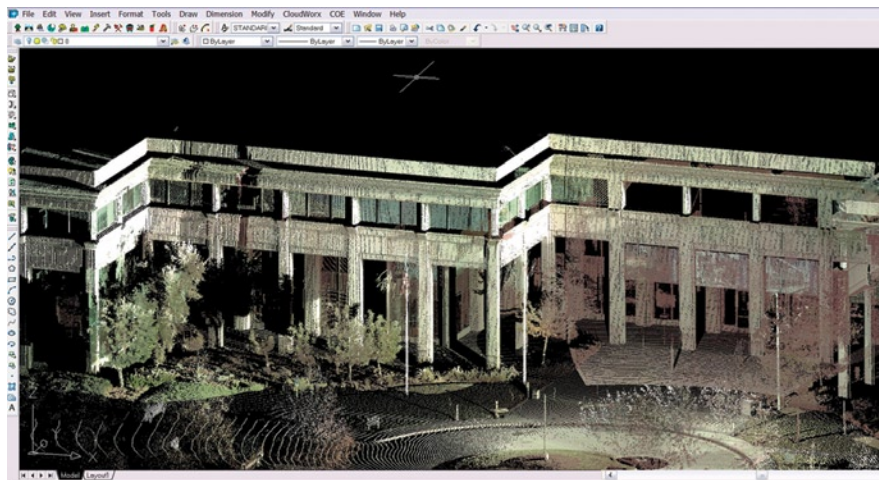 File Edit View Insert Format Tools Draw Dimension Modify CloudWorx COE Window Help
STANDARD Standard
0 ByLayer ByLayer ByLayer ByColor
A
X
Model Layout1